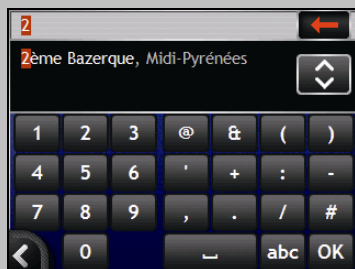 2
2ème Bazerque, Midi-Pyrénées
1 2 3 @ & ( )
4 5 6 ' + : -
7 8 9 , . / #
0 abc OK